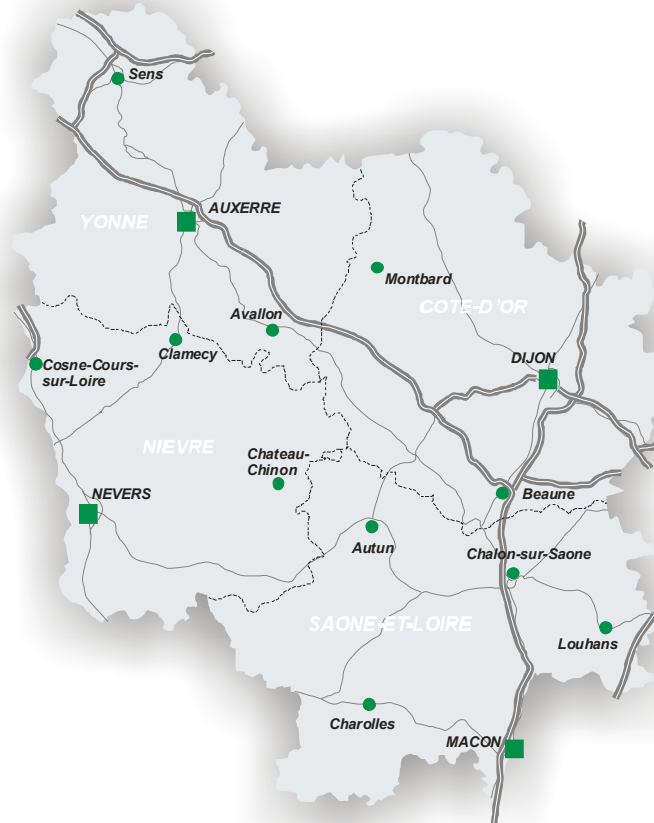 Sens
AUXERRE
YONNE
Montbard
COTE-D'OR
Avallon
Clamecy
DIJON
Cosne-Cours-
sur-Loire
NIEVRE
Chateau-
Chinon
NEVERS
Beaune
Autun
Chalon-sur-Saone
SAONE-ET-LOIRE
Louhans
Charolles
MACON